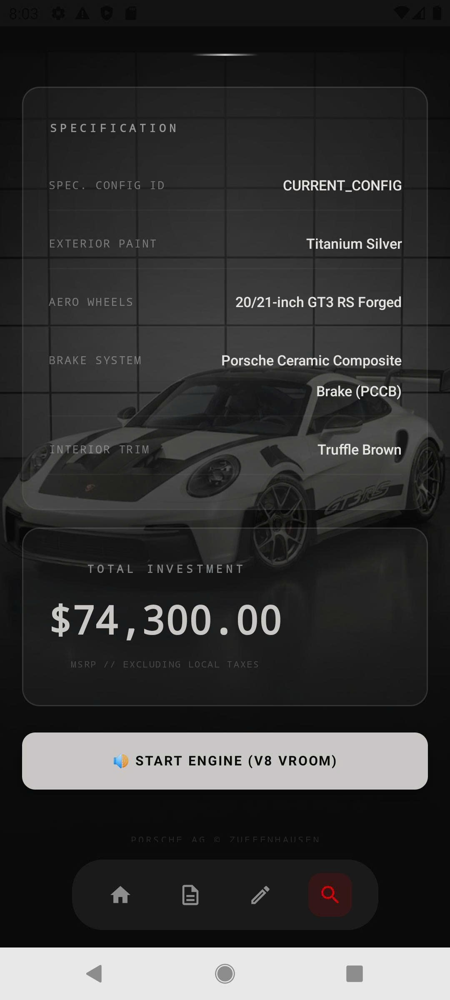 8:03
SPECIFICATION
SPEC. CONFIG ID
CURRENT_CONFIG
EXTERIOR PAINT
Titanium Silver
AERO WHEELS
20/21-inch GT3 RS Forged
BRAKE SYSTEM
Porsche Ceramic Composite
Brake (PCCB)
INTERIOR TRIM
Truffle Brown
GT3RS
TOTAL INVESTMENT
$74,300.00
MSRP // EXCLUDING LOCAL TAXES
START ENGINE (V8 VROOM)
PORSCHE AG © ZUFFENHAUSEN